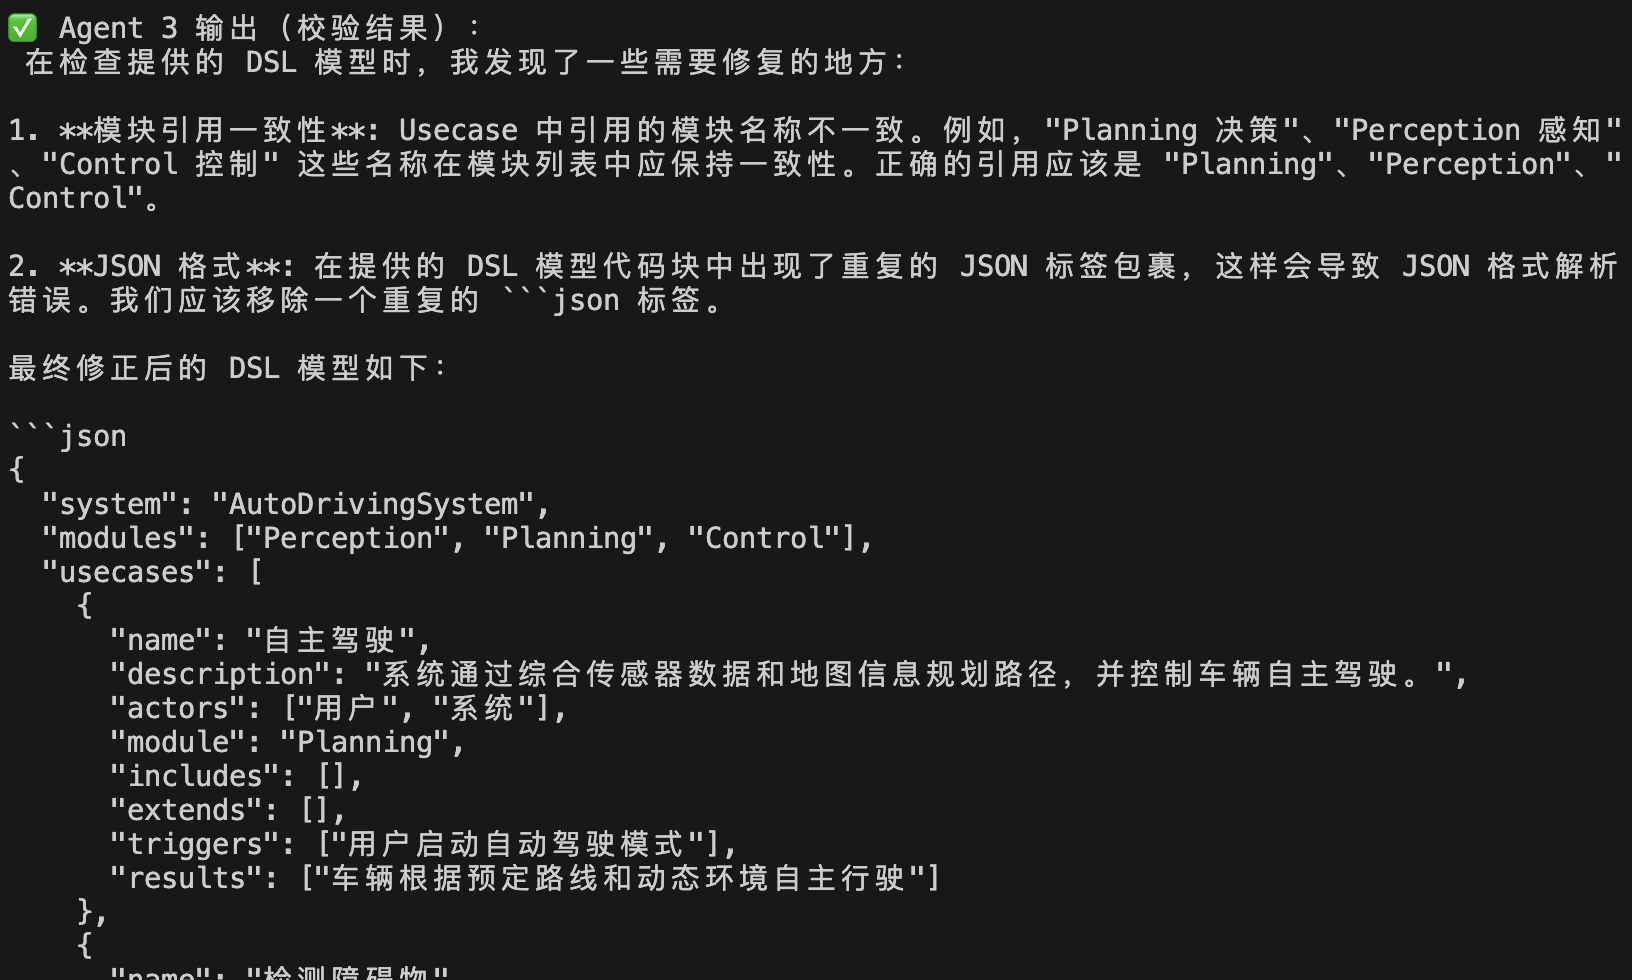 ✅ Agent 3 输出（校验结果）：
在检查提供的 DSL 模型时，我发现了一些需要修复的地方：
1. **模块引用一致性**: Usecase 中引用的模块名称不一致。例如，"Planning 决策"、"Perception 感知"
、"Control 控制" 这些名称在模块列表中应保持一致性。正确的引用应该是 "Planning"、"Perception"、"
Control"。
2. **JSON 格式**: 在提供的 DSL 模型代码块中出现了重复的 JSON 标签包裹，这样会导致 JSON 格式解析
错误。我们应该移除一个重复的 ```json 标签。
最终修正后的 DSL 模型如下：
```json
{
  "system": "AutoDrivingSystem",
  "modules": ["Perception", "Planning", "Control"],
  "usecases": [
    {
      "name": "自主驾驶",
      "description": "系统通过综合传感器数据和地图信息规划路径，并控制车辆自主驾驶。",
      "actors": ["用户", "系统"],
      "module": "Planning",
      "includes": [],
      "extends": [],
      "triggers": ["用户启动自动驾驶模式"],
      "results": ["车辆根据预定路线和动态环境自主行驶"]
    },
    {
      "name": "检测障碍物"